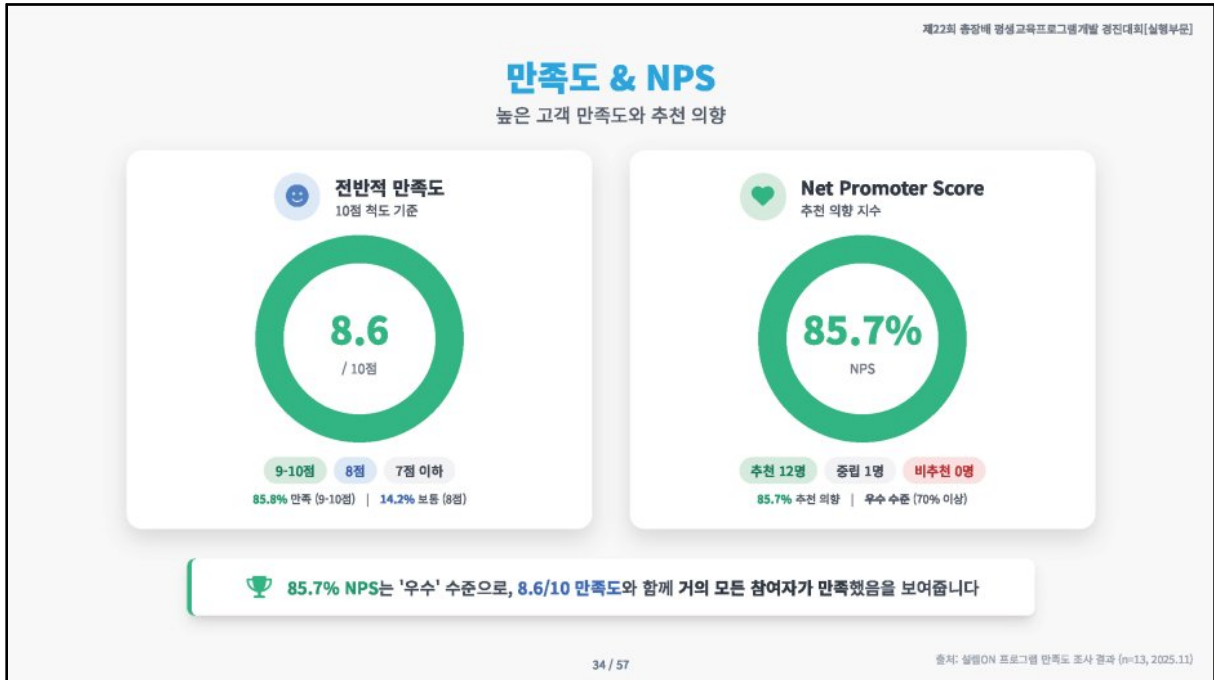 제22회 총장배 평생교육프로그램개발 경진대회[실행부문]
만족도 & NPS
높은 고객 만족도와 추천 의향
전반적 만족도
10점 척도 기준
8.6
/ 10점
9-10점 8점 7점 이하
85.8% 만족 (9-10점) | 14.2% 보통 (8점)
Net Promoter Score
추천 의향 지수
85.7%
NPS
추천 12명 중립 1명 비추천 0명
85.7% 추천 의향 | 우수 수준 (70% 이상)
85.7% NPS는 '우수' 수준으로, 8.6/10 만족도와 함께 거의 모든 참여자가 만족했음을 보여줍니다
34 / 57
출처: 설렘ON 프로그램 만족도 조사 결과 (n=13, 2025.11)